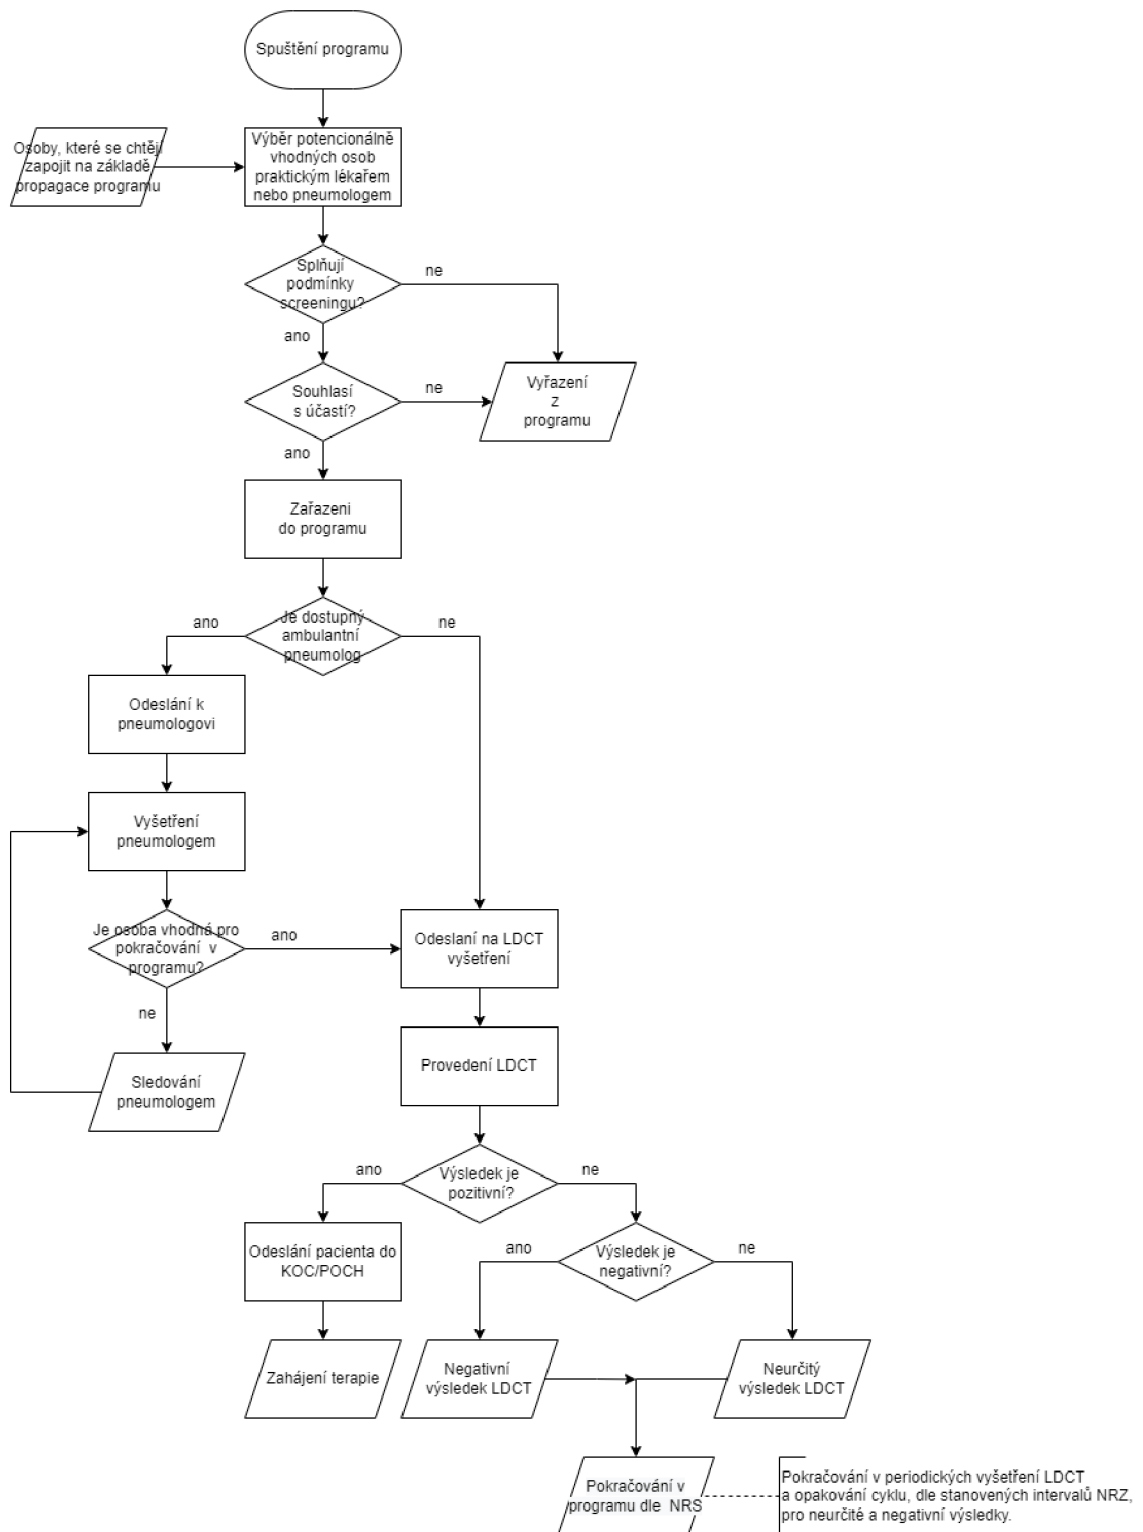 Spuštění programu
Osoby, které se chtějí
zapojit na základě
propagace programu
Výběr potencionálně
vhodných osob
praktickým lékařem
nebo pneumologem
Splňují
podmínky
screeningu?
ne
ano
Souhlasí
s účastí?
ne
Vyřazení
z
programu
ano
Zařazeni
do programu
Je dostupný
ambulantní
pneumolog
ano
ne
Odeslání k
pneumologovi
Vyšetření
pneumologem
Je osoba vhodná pro
pokračování v
programu?
ano
Odeslaní na LDCT
vyšetření
ne
Sledování
pneumologem
Provedení LDCT
Výsledek je
pozitivní?
ano
ne
Odeslání pacienta do
KOC/POCH
Výsledek je
negativní?
ano
ne
Zahájení terapie
Negativní
výsledek LDCT
Neurčitý
výsledek LDCT
Pokračování v
programu dle NRS
Pokračování v periodických vyšetření LDCT
a opakování cyklu, dle stanovených intervalů NRZ,
pro neurčité a negativní výsledky.